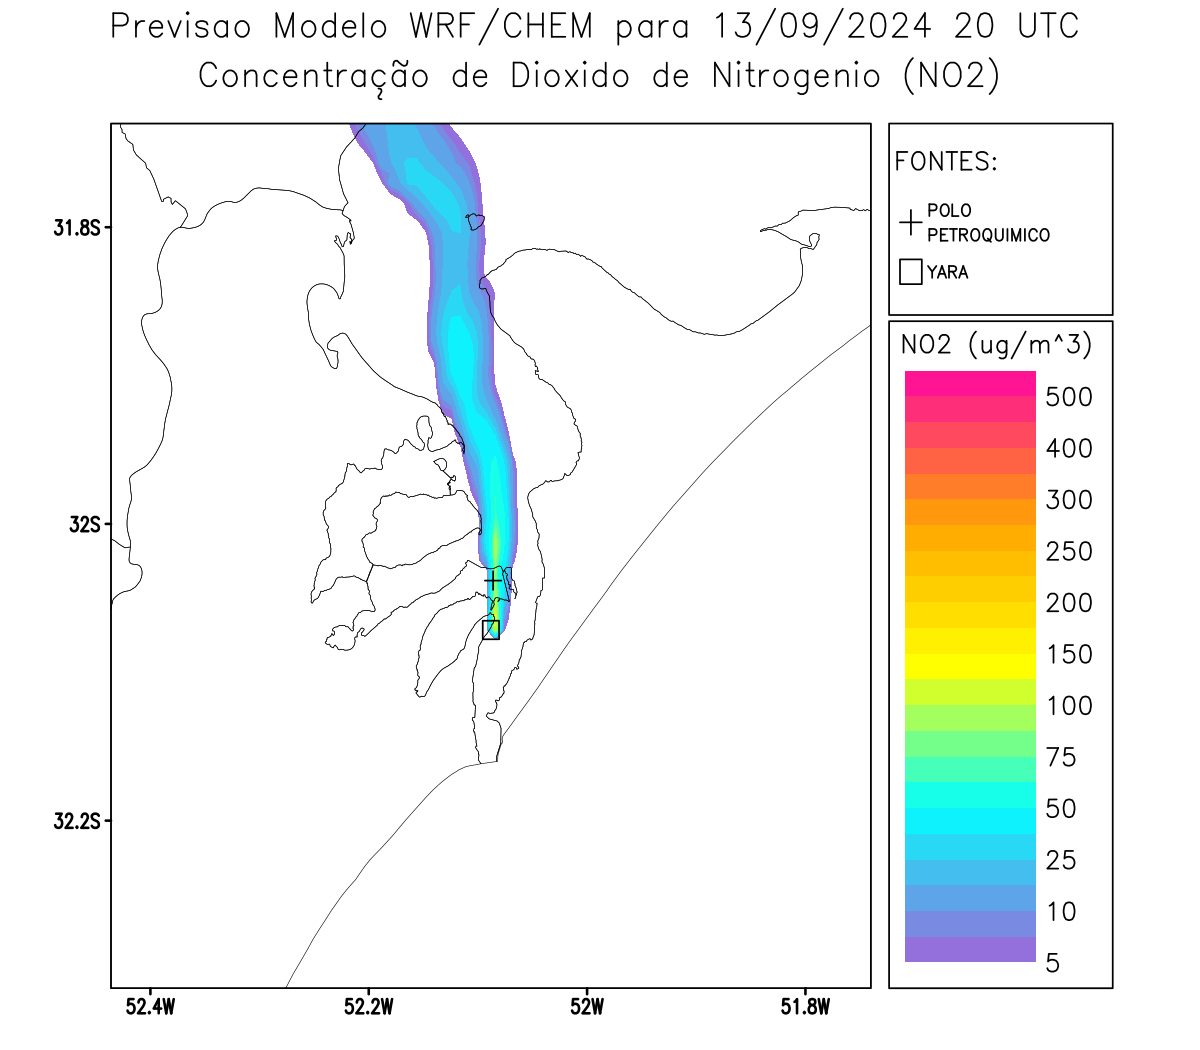 Previsao Modelo WRF/CHEM para 13/09/2024 20 UTC
Concentração de Dioxido de Nitrogenio (NO2)
FONTES:
POLO
PETROQUIMICO
YARA
NO2 (ug/m^3)
500
400
300
250
200
150
100
75
50
25
10
5
31.8S
32S
32.2S
52.4W
52.2W
52W
51.8W